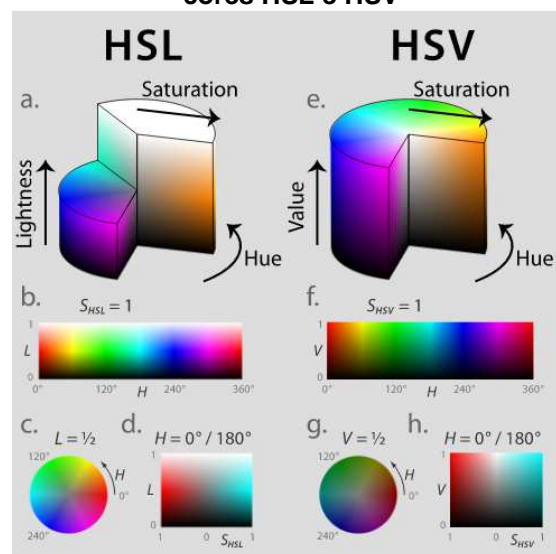 HSL HSV
a. Saturation
Lightness
Hue
e. Saturation
Value
Hue
b. S_HSL = 1
1
L
0
0° 120° H 240° 360°
f. S_HSV = 1
1
V
0
0° 120° H 240° 360°
c. L = ½
120°
H
0°
240°
d. H = 0° / 180°
1
L
0
1 0 S_HSL 1
g. V = ½
120°
H
0°
240°
h. H = 0° / 180°
1
V
0
1 0 S_HSV 1